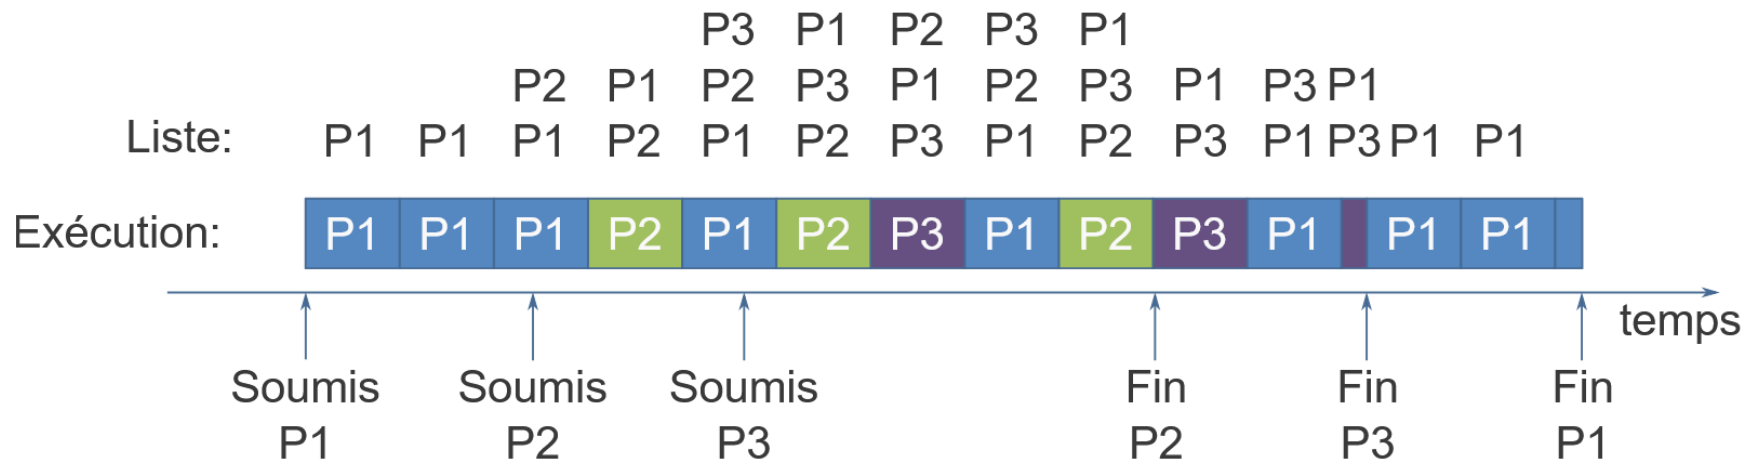 P3 P1 P2 P3 P1
P2 P1 P2 P3 P1 P2 P3 P1 P3 P1
Liste: P1 P1 P1 P2 P1 P2 P3 P1 P2 P3 P1 P3 P1 P1
Exécution: P1 P1 P1 P2 P1 P2 P3 P1 P2 P3 P1 P1 P1
temps
Soumis Soumis Soumis Fin Fin Fin
P1 P2 P3 P2 P3 P1